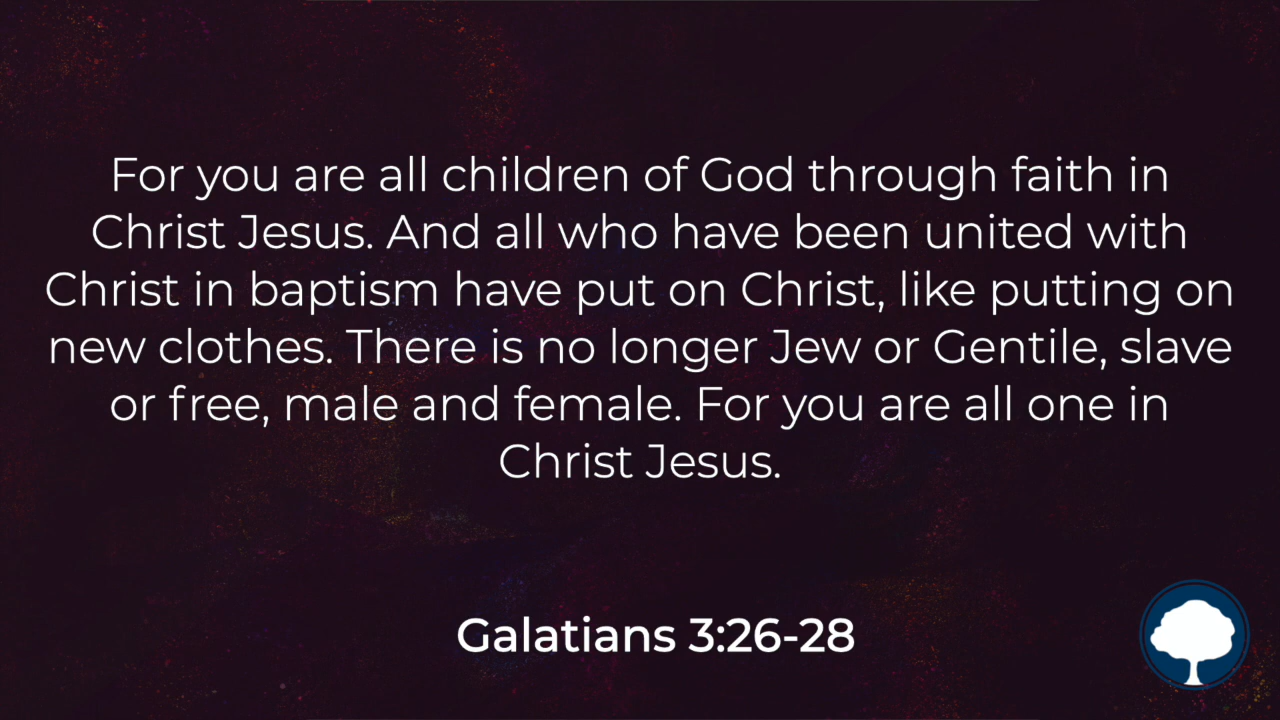 For you are all children of God through faith in
Christ Jesus. And all who have been united with
Christ in baptism have put on Christ, like putting on
new clothes. There is no longer Jew or Gentile, slave
or free, male and female. For you are all one in
Christ Jesus.
Galatians 3:26-28